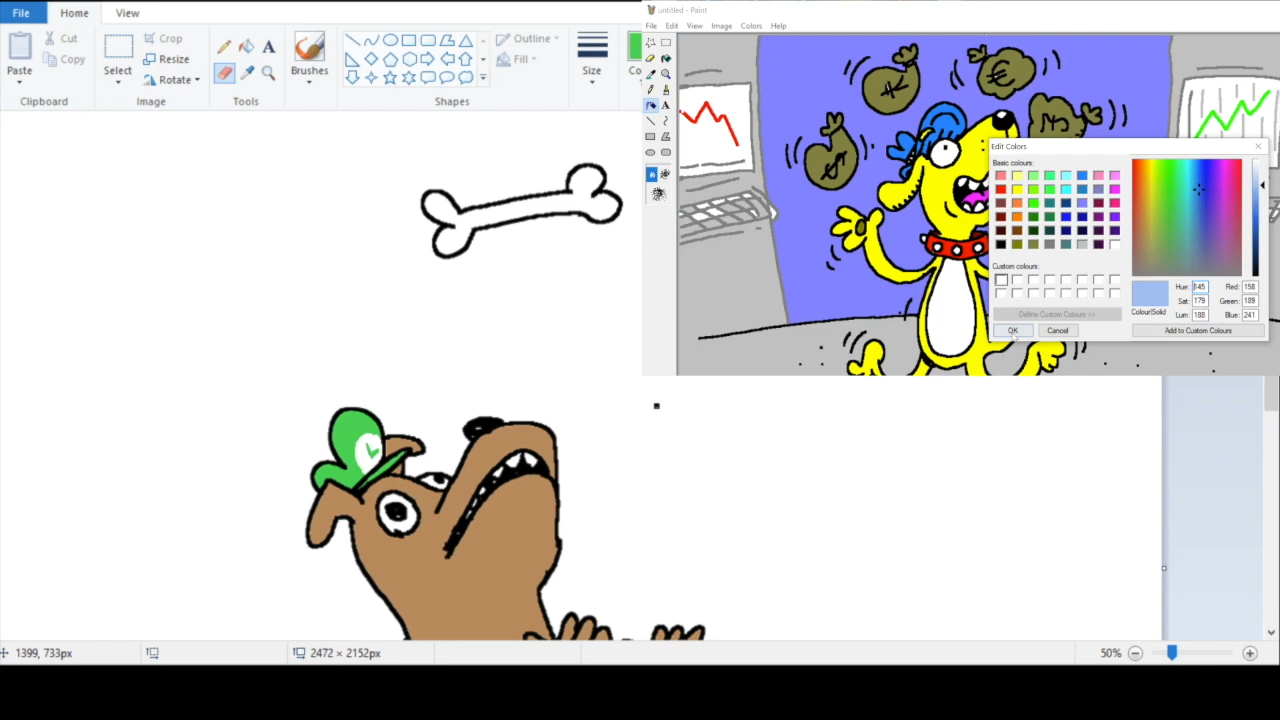 File Home View
Paste
Cut
Copy
Clipboard
Select
Crop
Resize
Rotate
Image
A
Tools
Brushes
Outline
Fill
Shapes
Size
untitled - Paint
File Edit View Image Colors Help
A
€
$
L
Edit Colors
Basic colours:
Custom colours:
Define Custom Colours >>
OK Cancel
Colour|Solid
Hue: 145 Red: 158
Sat: 179 Green: 189
Lum: 188 Blue: 241
Add to Custom Colours
1399, 733px
2472 × 2152px
50%